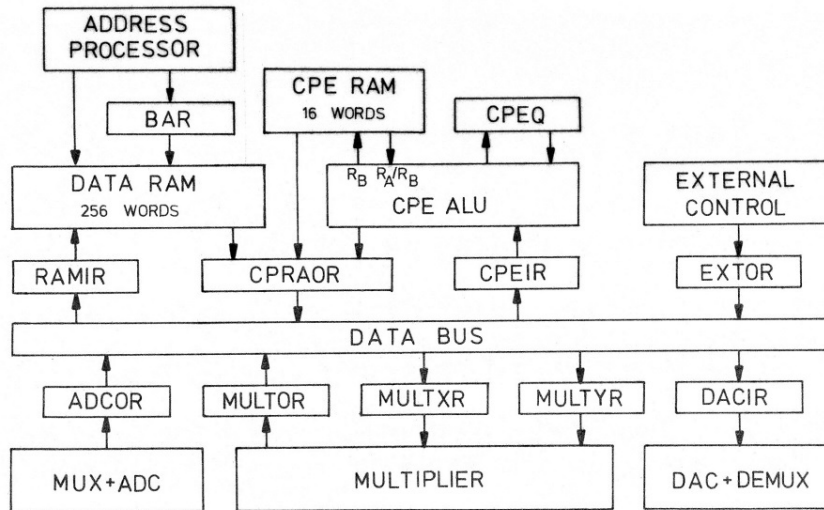 ADDRESS
PROCESSOR
BAR
DATA RAM
256 WORDS
RAMIR
CPE RAM
16 WORDS
CPEQ
R_B R_A/R_B
CPE ALU
CPRAOR
CPEIR
EXTERNAL
CONTROL
EXTOR
DATA BUS
ADCOR
MULTOR
MULTXR
MULTYR
DACIR
MUX+ADC
MULTIPLIER
DAC+DEMUX